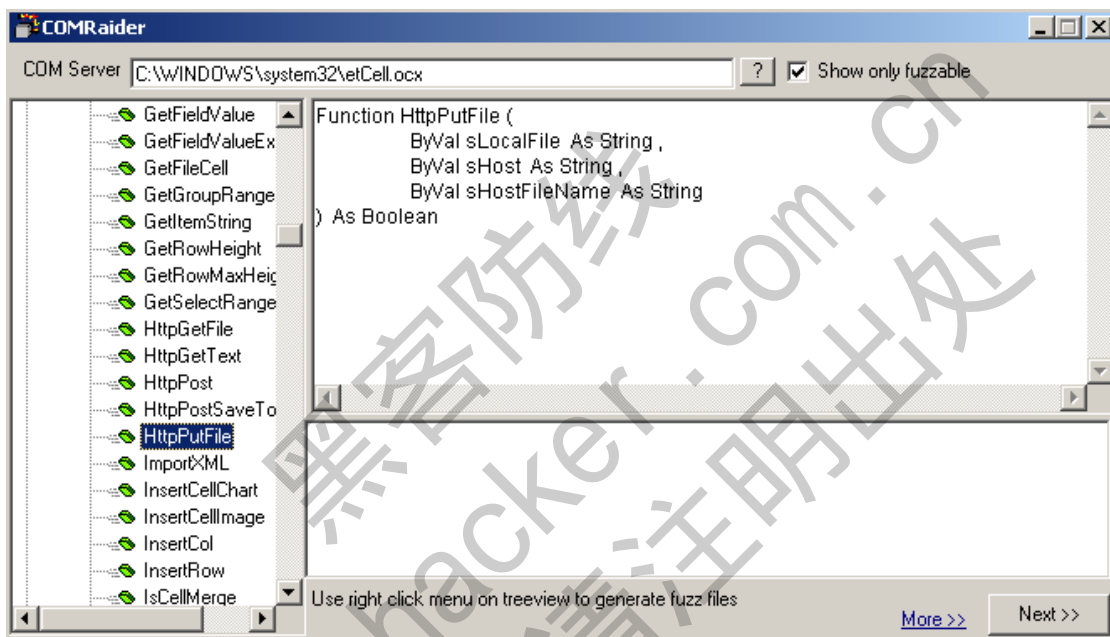 COMRaider
COM Server C:\WINDOWS\system32\etCell.ocx ? Show only fuzzable
GetFieldValue
GetFieldValueEx
GetFileCell
GetGroupRange
GetItemString
GetRowHeight
GetRowMaxHeig
GetSelectRange
HttpGetFile
HttpGetText
HttpPost
HttpPostSaveTo
HttpPutFile
ImportXML
InsertCellChart
InsertCellImage
InsertCol
InsertRow
IsCellMerge
Function HttpPutFile (
ByVal sLocalFile As String ,
ByVal sHost As String ,
ByVal sHostFileName As String
) As Boolean
Use right click menu on treeview to generate fuzz files
More >>
Next >>
黑客防线
hacker.com.cn
请注明出处